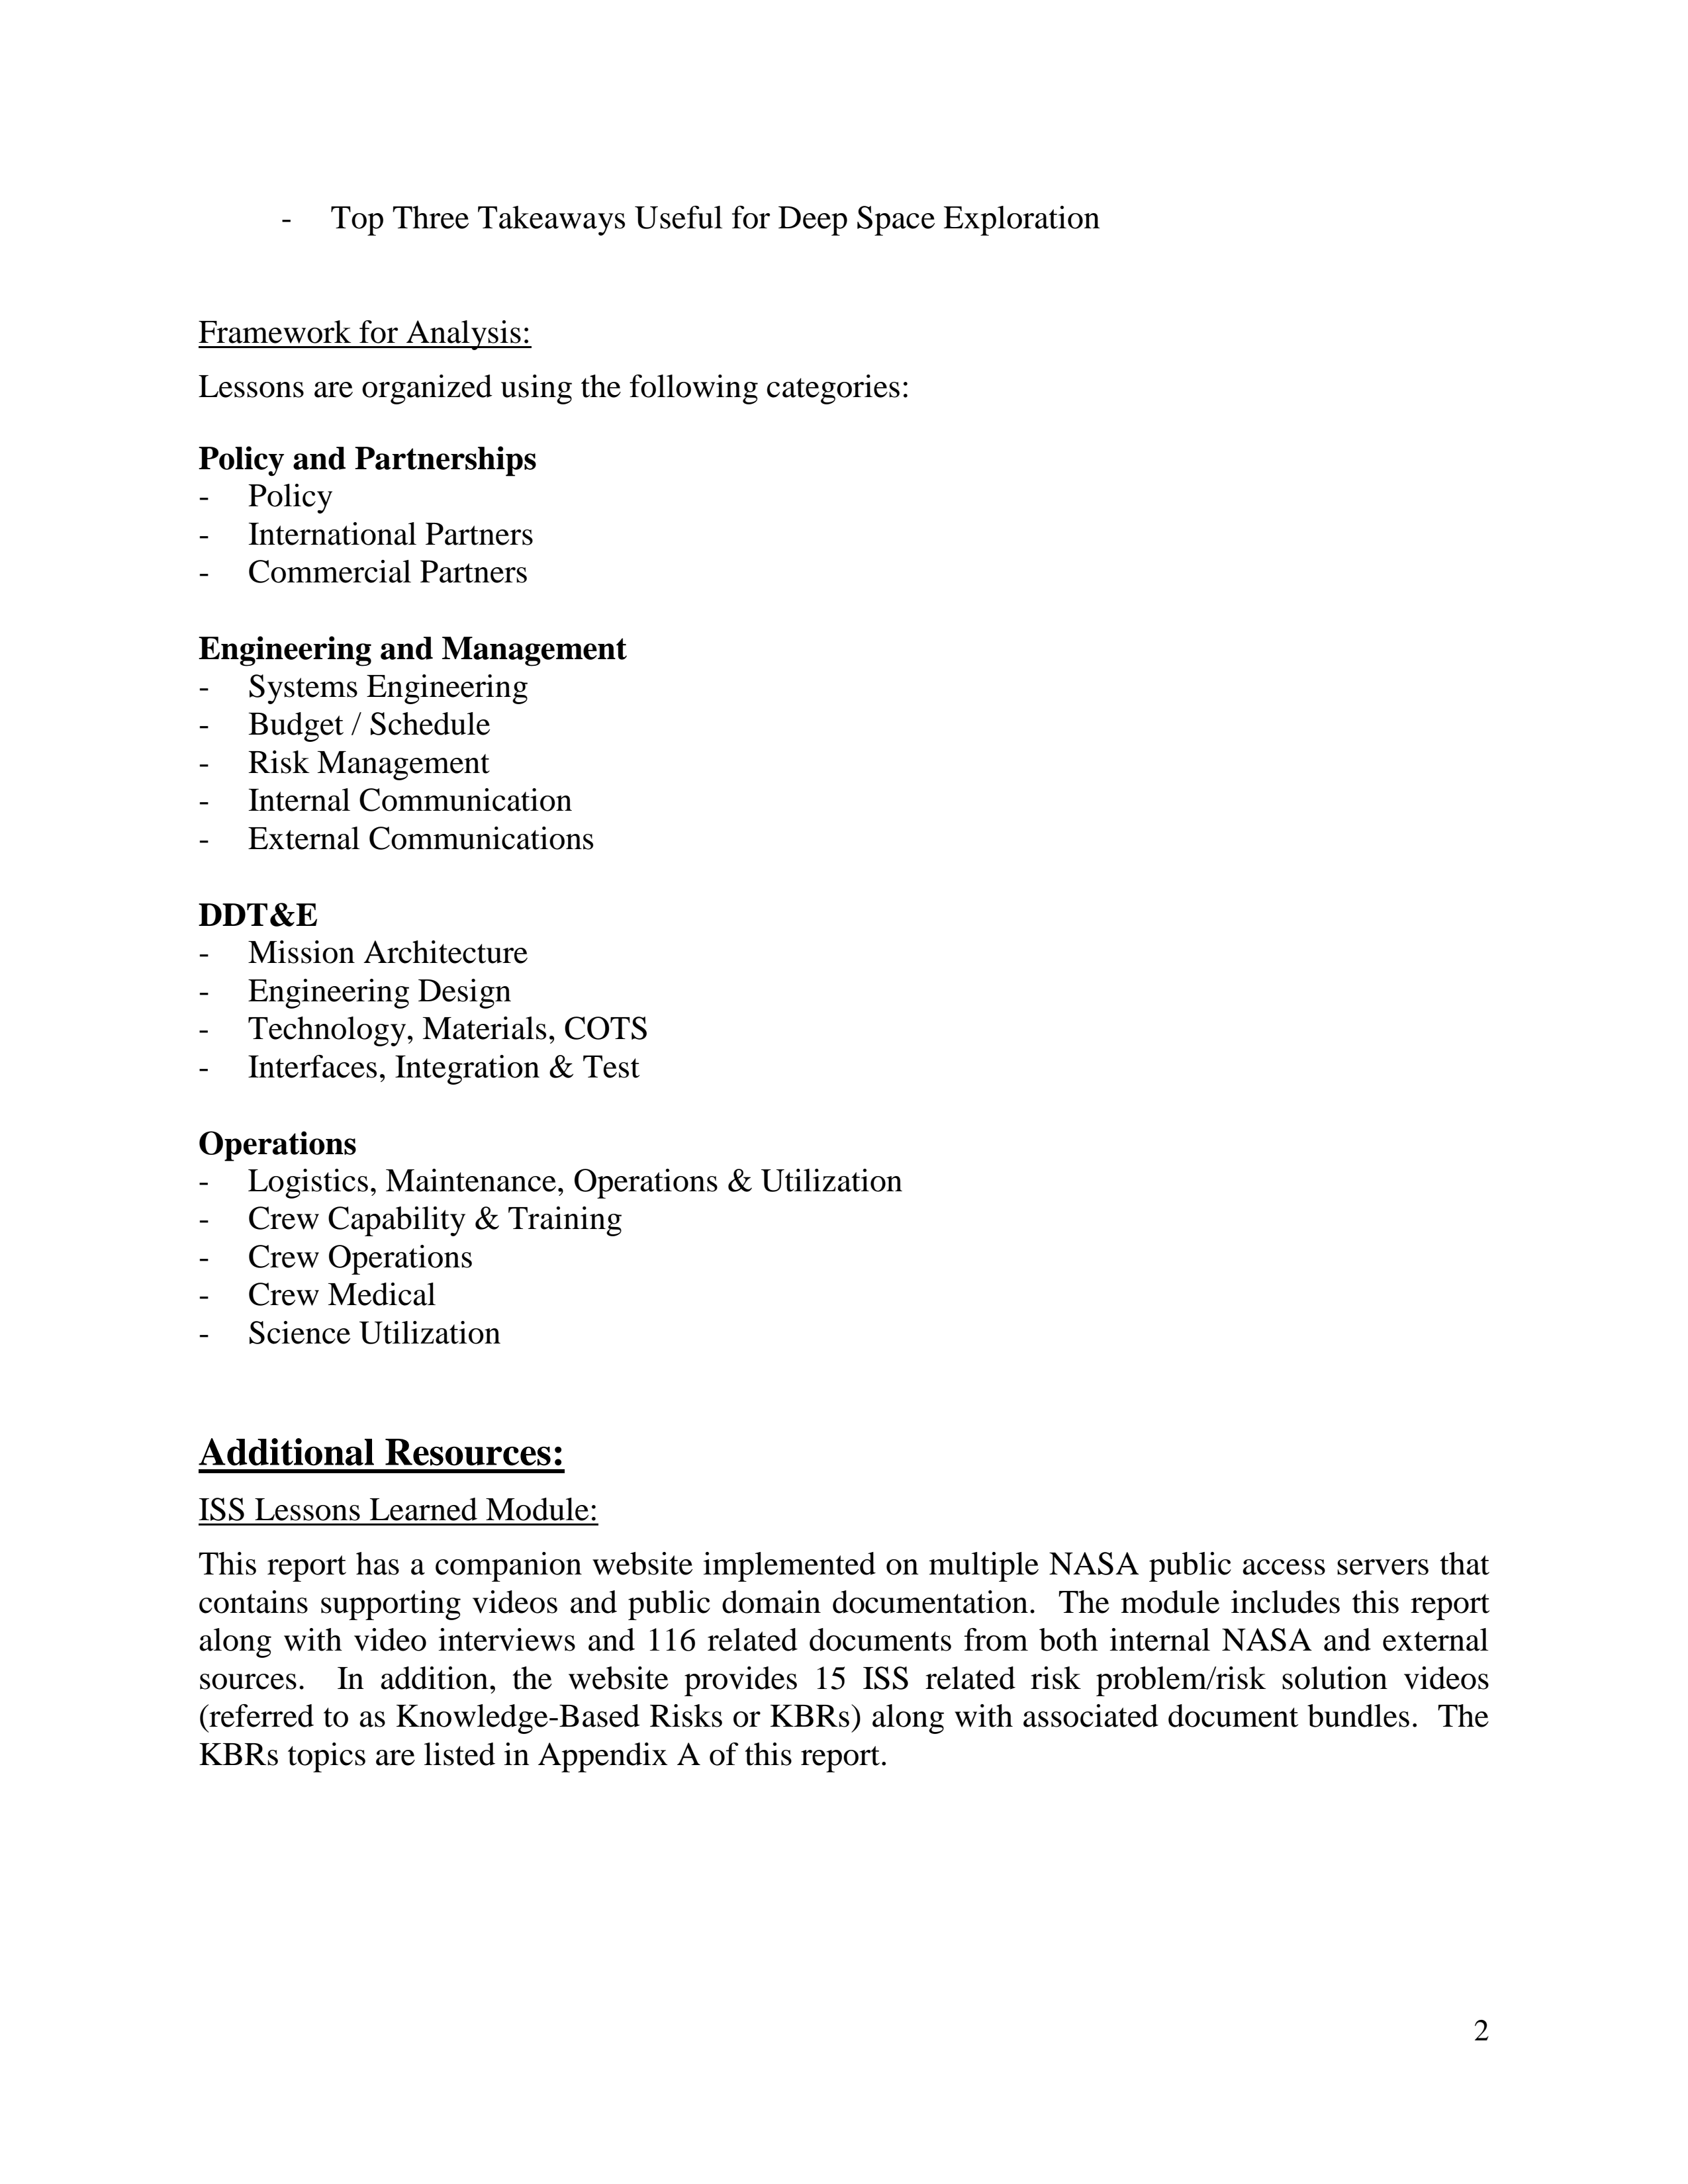 - Top Three Takeaways Useful for Deep Space Exploration
Framework for Analysis:
Lessons are organized using the following categories:
Policy and Partnerships
- Policy
- International Partners
- Commercial Partners
Engineering and Management
- Systems Engineering
- Budget / Schedule
- Risk Management
- Internal Communication
- External Communications
DDT&E
- Mission Architecture
- Engineering Design
- Technology, Materials, COTS
- Interfaces, Integration & Test
Operations
- Logistics, Maintenance, Operations & Utilization
- Crew Capability & Training
- Crew Operations
- Crew Medical
- Science Utilization
Additional Resources:
ISS Lessons Learned Module:
This report has a companion website implemented on multiple NASA public access servers that
contains supporting videos and public domain documentation. The module includes this report
along with video interviews and 116 related documents from both internal NASA and external
sources. In addition, the website provides 15 ISS related risk problem/risk solution videos
(referred to as Knowledge-Based Risks or KBRs) along with associated document bundles. The
KBRs topics are listed in Appendix A of this report.
2